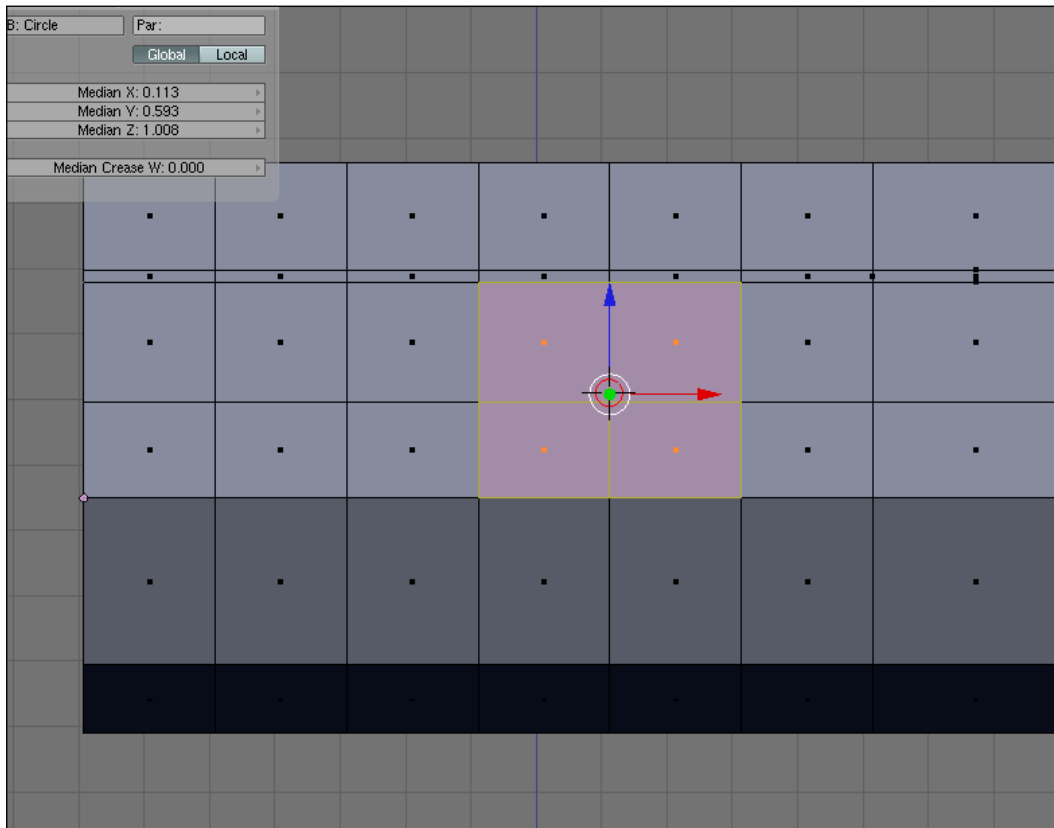 B: Circle Par:
Global Local
Median X: 0.113
Median Y: 0.593
Median Z: 1.008
Median Crease W: 0.000